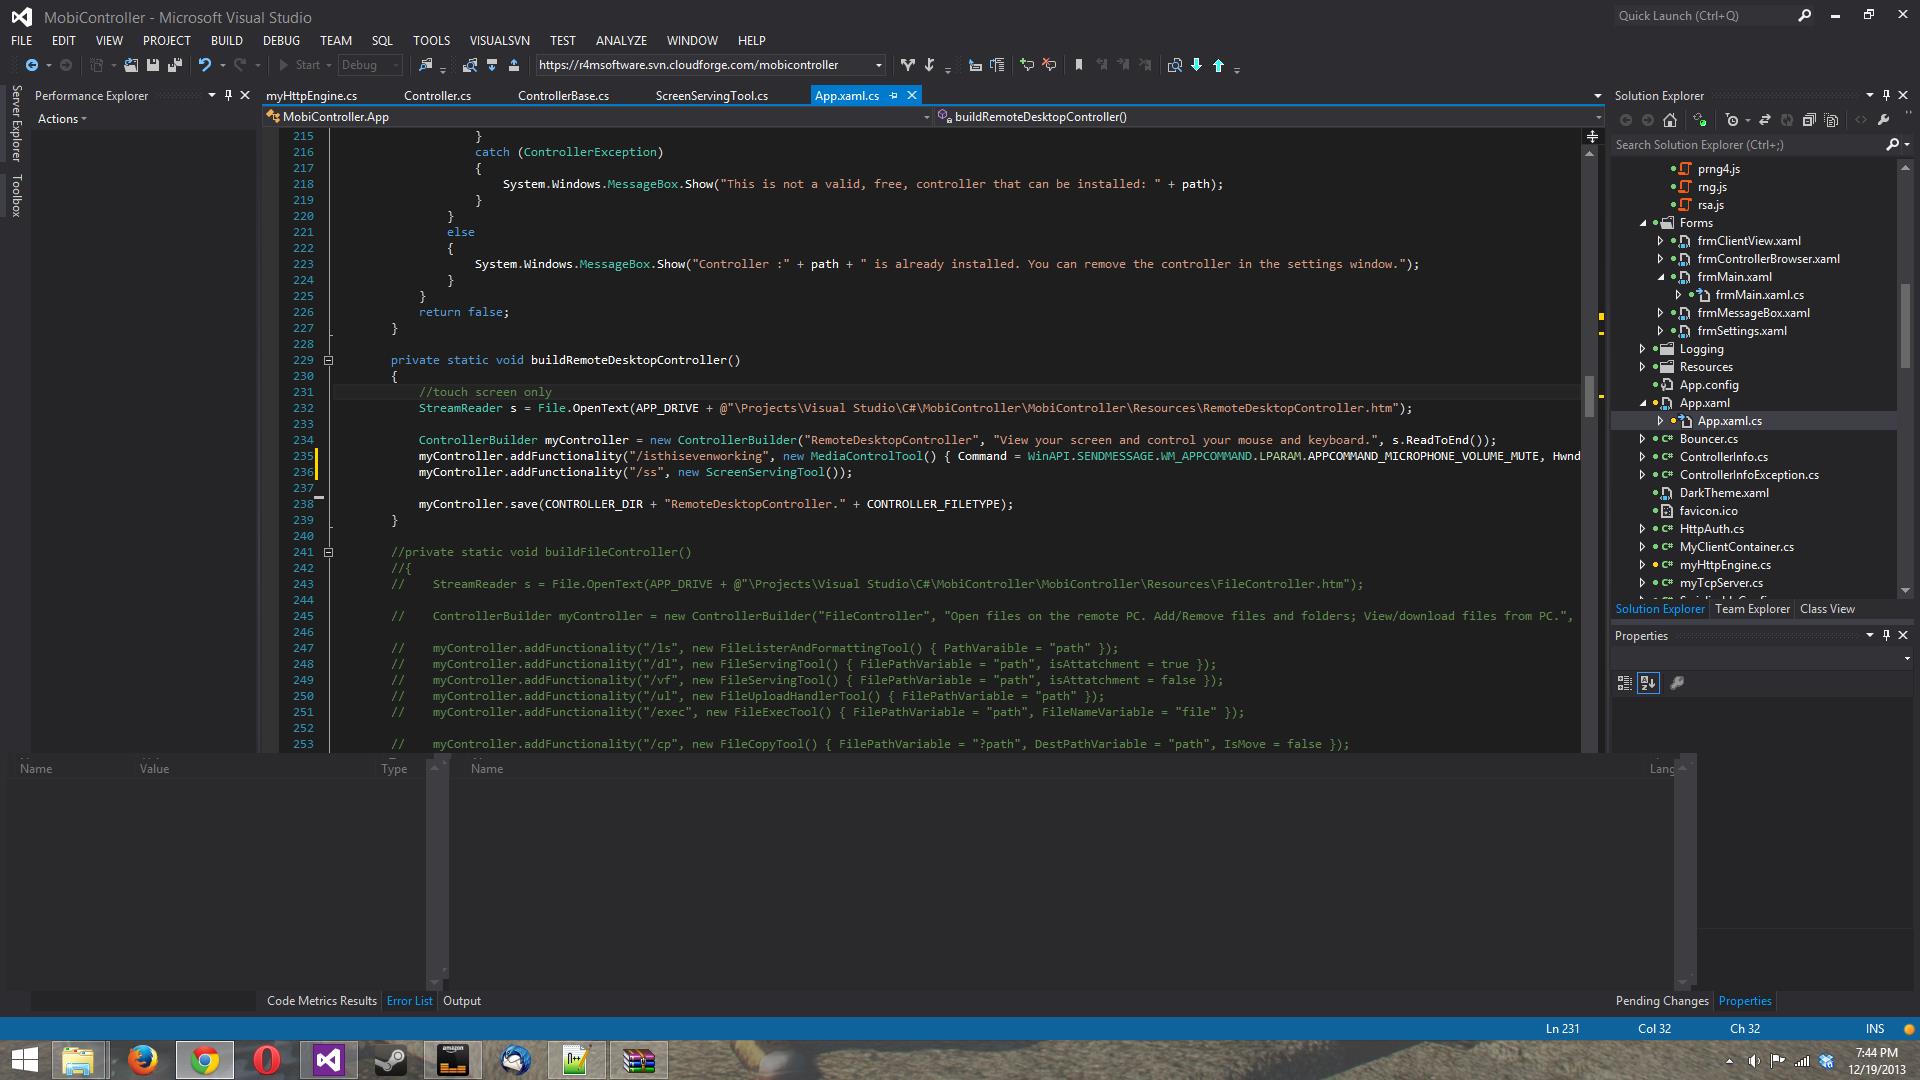 MobiController - Microsoft Visual Studio
Quick Launch (Ctrl+Q)
FILE EDIT VIEW PROJECT BUILD DEBUG TEAM SQL TOOLS VISUALSVN TEST ANALYZE WINDOW HELP
Start Debug https://r4msoftware.svn.cloudforge.com/mobicontroller
Server Explorer
Toolbox
Performance Explorer
Actions
myHttpEngine.cs Controller.cs ControllerBase.cs ScreenServingTool.cs App.xaml.cs
MobiController.App buildRemoteDesktopController()
215 }
216 catch (ControllerException)
217 {
218 System.Windows.MessageBox.Show("This is not a valid, free, controller that can be installed: " + path);
219 }
220 }
221 else
222 {
223 System.Windows.MessageBox.Show("Controller :" + path + " is already installed. You can remove the controller in the settings window.");
224 }
225 }
226 return false;
227 }
228
229 private static void buildRemoteDesktopController()
230 {
231 //touch screen only
232 StreamReader s = File.OpenText(APP_DRIVE + @"\Projects\Visual Studio\C#\MobiController\MobiController\Resources\RemoteDesktopController.htm");
233
234 ControllerBuilder myController = new ControllerBuilder("RemoteDesktopController", "View your screen and control your mouse and keyboard.", s.ReadToEnd());
235 myController.addFunctionality("/isthisevenworking", new MediaControlTool() { Command = WinAPI.SENDMESSAGE.WM_APPCOMMAND.LPARAM.APPCOMMAND_MICROPHONE_VOLUME_MUTE, Hwnd
236 myController.addFunctionality("/ss", new ScreenServingTool());
237
238 myController.save(CONTROLLER_DIR + "RemoteDesktopController." + CONTROLLER_FILETYPE);
239 }
240
241 //private static void buildFileController()
242 //{
243 // StreamReader s = File.OpenText(APP_DRIVE + @"\Projects\Visual Studio\C#\MobiController\MobiController\Resources\FileController.htm");
244
245 // ControllerBuilder myController = new ControllerBuilder("FileController", "Open files on the remote PC. Add/Remove files and folders; View/download files from PC.",
246
247 // myController.addFunctionality("/ls", new FileListerAndFormattingTool() { PathVaraible = "path" });
248 // myController.addFunctionality("/dl", new FileServingTool() { FilePathVariable = "path", isAttatchment = true });
249 // myController.addFunctionality("/vf", new FileServingTool() { FilePathVariable = "path", isAttatchment = false });
250 // myController.addFunctionality("/ul", new FileUploadHandlerTool() { FilePathVariable = "path" });
251 // myController.addFunctionality("/exec", new FileExecTool() { FilePathVariable = "path", FileNameVariable = "file" });
252
253 // myController.addFunctionality("/cp", new FileCopyTool() { FilePathVariable = "?path", DestPathVariable = "path", IsMove = false });
Solution Explorer
Search Solution Explorer (Ctrl+;)
prng4.js
rng.js
rsa.js
Forms
frmClientView.xaml
frmControllerBrowser.xaml
frmMain.xaml
frmMain.xaml.cs
frmMessageBox.xaml
frmSettings.xaml
Logging
Resources
App.config
App.xaml
App.xaml.cs
C# Bouncer.cs
C# ControllerInfo.cs
C# ControllerInfoException.cs
DarkTheme.xaml
favicon.ico
C# HttpAuth.cs
C# MyClientContainer.cs
C# myHttpEngine.cs
C# myTcpServer.cs
Solution Explorer Team Explorer Class View
Properties
Name Value Type
Name Lang
Code Metrics Results Error List Output
Pending Changes Properties
Ln 231 Col 32 Ch 32 INS
amazon
7:44 PM
12/19/2013